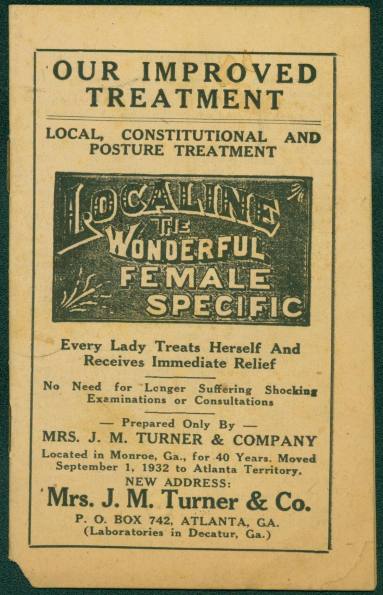 OUR IMPROVED
TREATMENT
LOCAL, CONSTITUTIONAL AND
POSTURE TREATMENT
LOCALINE
THE
WONDERFUL
FEMALE
SPECIFIC
Every Lady Treats Herself And
Receives Immediate Relief
No Need for Longer Suffering Shocking
Examinations or Consultations
— Prepared Only By —
MRS. J. M. TURNER & COMPANY
Located in Monroe, Ga., for 40 Years. Moved
September 1, 1932 to Atlanta Territory.
NEW ADDRESS:
Mrs. J. M. Turner & Co.
P. O. BOX 742, ATLANTA, GA.
(Laboratories in Decatur, Ga.)